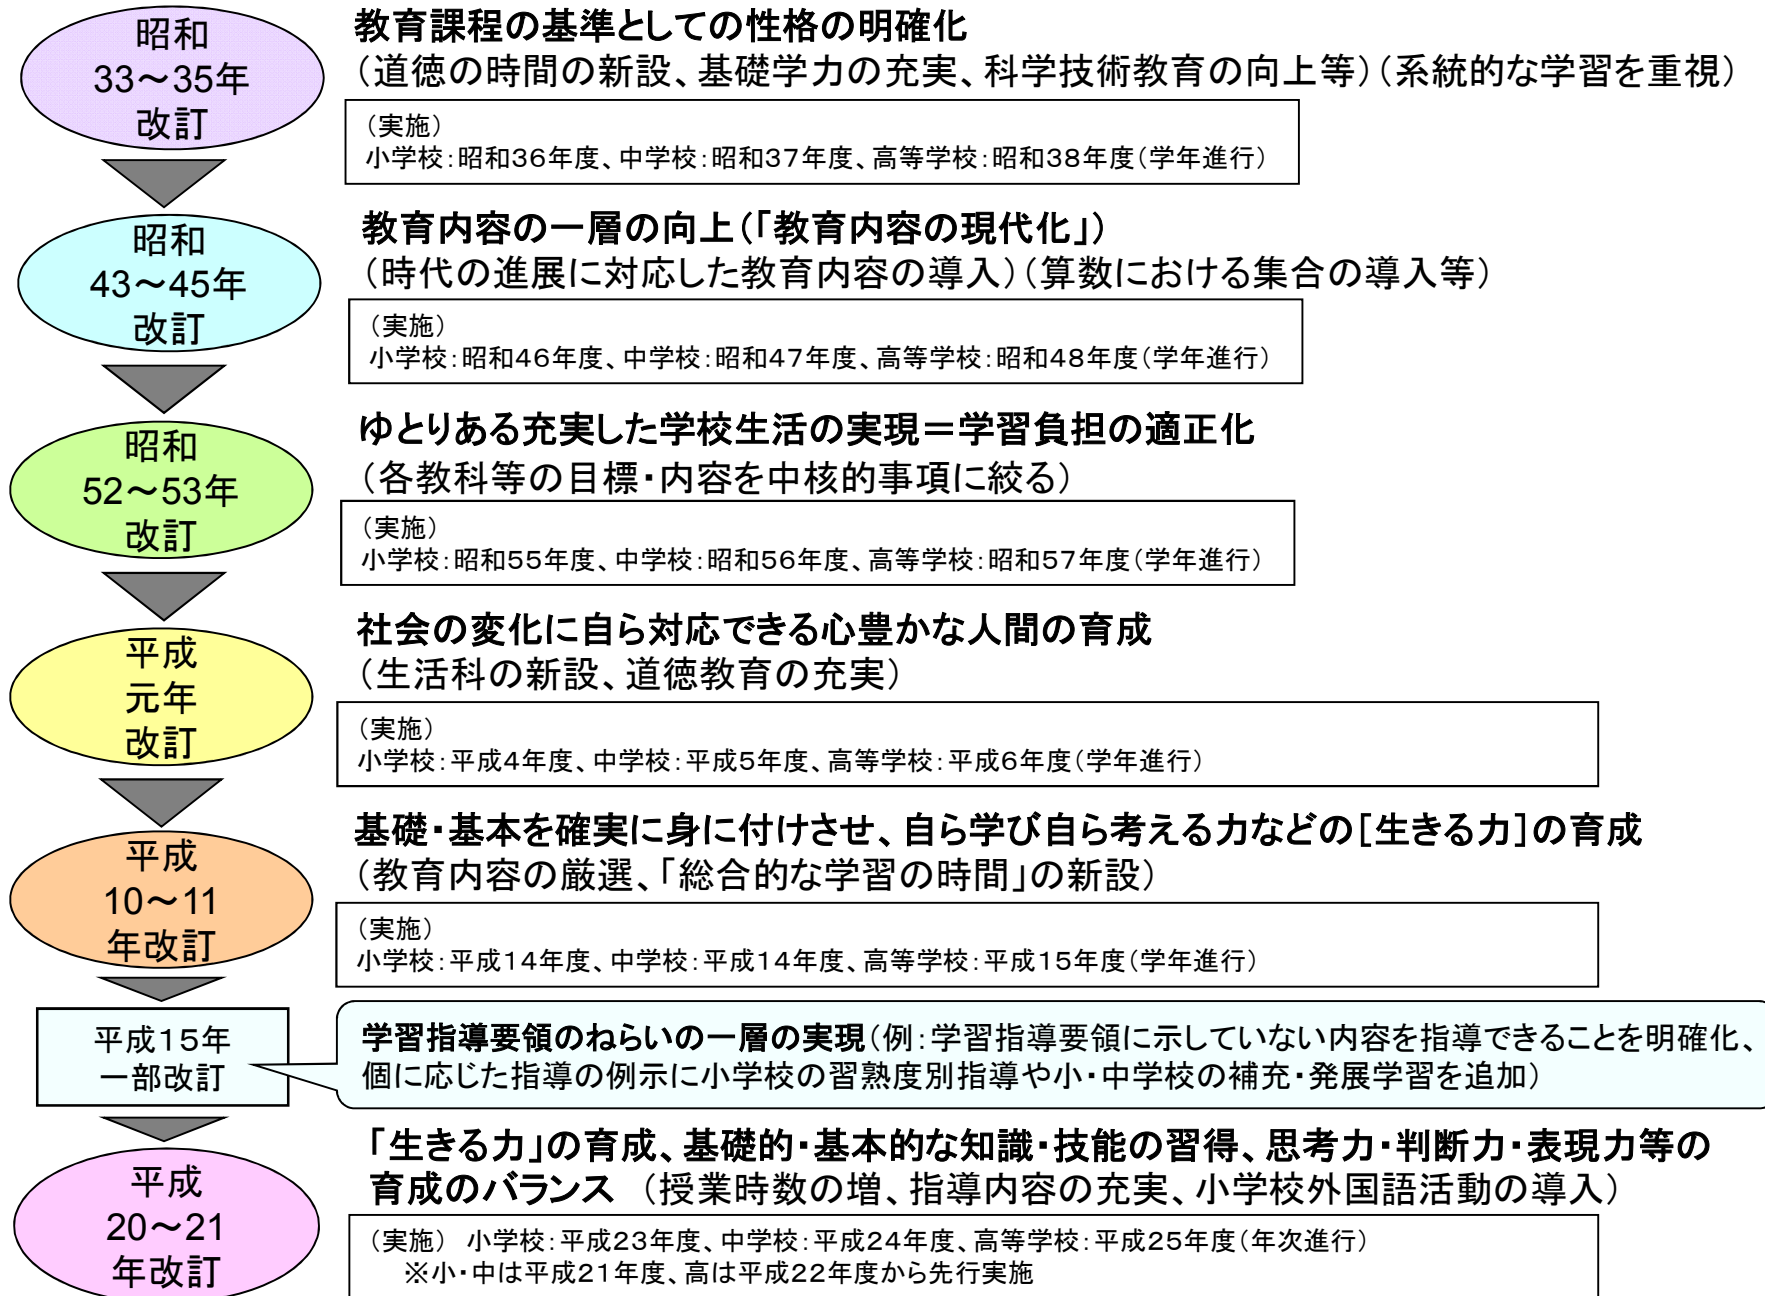 昭和
33～35年
改訂
教育課程の基準としての性格の明確化
（道徳の時間の新設、基礎学力の充実、科学技術教育の向上等）（系統的な学習を重視）
（実施）
小学校：昭和36年度、中学校：昭和37年度、高等学校：昭和38年度（学年進行）
昭和
43～45年
改訂
教育内容の一層の向上（「教育内容の現代化」）
（時代の進展に対応した教育内容の導入）（算数における集合の導入等）
（実施）
小学校：昭和46年度、中学校：昭和47年度、高等学校：昭和48年度（学年進行）
昭和
52～53年
改訂
ゆとりある充実した学校生活の実現＝学習負担の適正化
（各教科等の目標・内容を中核的事項に絞る）
（実施）
小学校：昭和55年度、中学校：昭和56年度、高等学校：昭和57年度（学年進行）
平成
元年
改訂
社会の変化に自ら対応できる心豊かな人間の育成
（生活科の新設、道徳教育の充実）
（実施）
小学校：平成4年度、中学校：平成5年度、高等学校：平成6年度（学年進行）
平成
10～11
年改訂
基礎・基本を確実に身に付けさせ、自ら学び自ら考える力などの［生きる力］の育成
（教育内容の厳選、「総合的な学習の時間」の新設）
（実施）
小学校：平成14年度、中学校：平成14年度、高等学校：平成15年度（学年進行）
平成15年
一部改訂
学習指導要領のねらいの一層の実現（例：学習指導要領に示していない内容を指導できることを明確化、
個に応じた指導の例示に小学校の習熟度別指導や小・中学校の補充・発展学習を追加）
平成
20～21
年改訂
「生きる力」の育成、基礎的・基本的な知識・技能の習得、思考力・判断力・表現力等の
育成のバランス （授業時数の増、指導内容の充実、小学校外国語活動の導入）
（実施） 小学校：平成23年度、中学校：平成24年度、高等学校：平成25年度（年次進行）
※小・中は平成21年度、高は平成22年度から先行実施